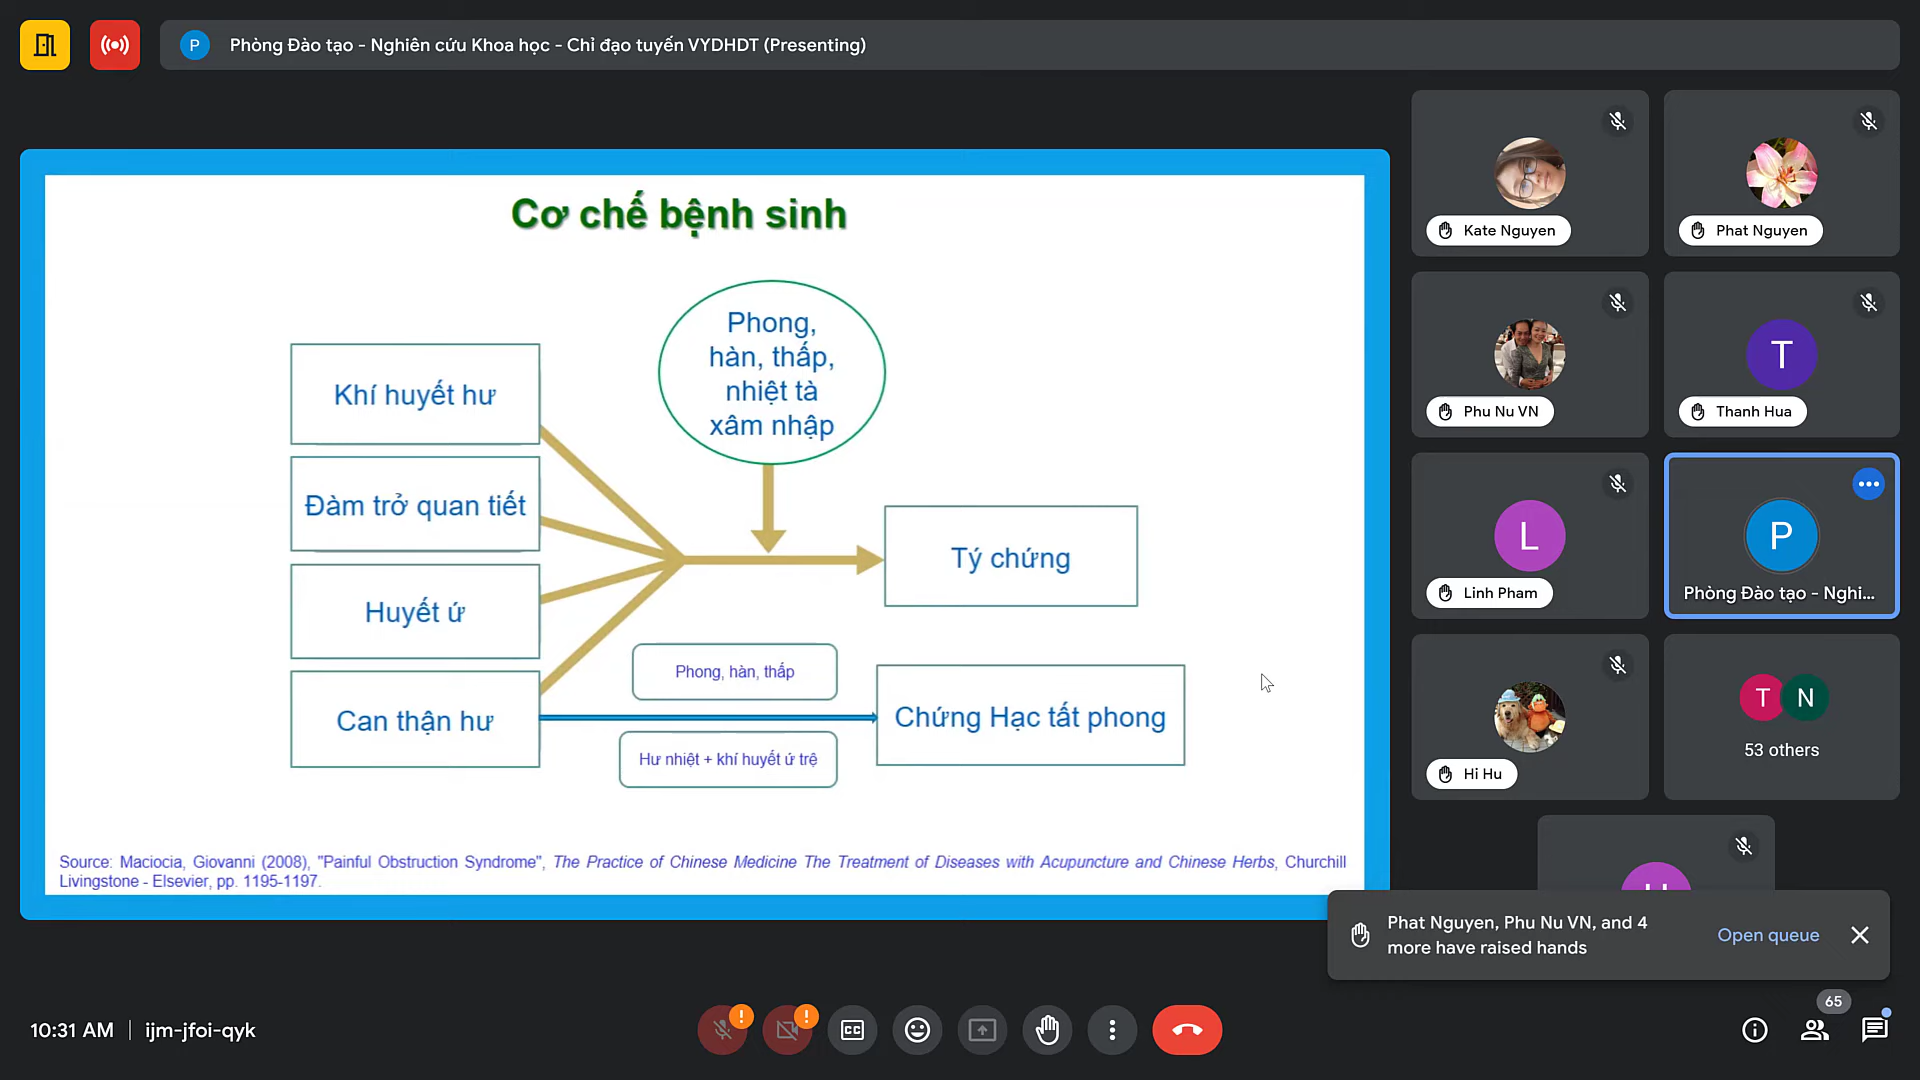 P
Phòng Đào tạo - Nghiên cứu Khoa học - Chỉ đạo tuyến VYDHDT (Presenting)
Cơ chế bệnh sinh
Phong,
hàn, thấp,
nhiệt tà
xâm nhập
Khí huyết hư
Đàm trở quan tiết
Huyết ứ
Can thận hư
Tý chứng
Phong, hàn, thấp
Chứng Hạc tất phong
Hư nhiệt + khí huyết ứ trệ
Source: Maciocia, Giovanni (2008), "Painful Obstruction Syndrome", The Practice of Chinese Medicine The Treatment of Diseases with Acupuncture and Chinese Herbs, Churchill
Livingstone - Elsevier, pp. 1195-1197.
Kate Nguyen
Phat Nguyen
Phu Nu VN
T
Thanh Hua
L
Linh Pham
P
Phòng Đào tạo - Nghi...
Hi Hu
T N
53 others
Phat Nguyen, Phu Nu VN, and 4
more have raised hands
Open queue
10:31 AM | ijm-jfoi-qyk
CC
65